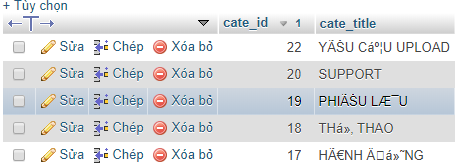 + Tùy chọn
cate_id 1 cate_title
Sửa Chép Xóa bỏ 22 YÃŠU Cáº¦U UPLOAD
Sửa Chép Xóa bỏ 20 SUPPORT
Sửa Chép Xóa bỏ 19 PHIÃŠU LÆ¯U
Sửa Chép Xóa bỏ 18 THá», THAO
Sửa Chép Xóa bỏ 17 HÃ€NH Äá»˜NG